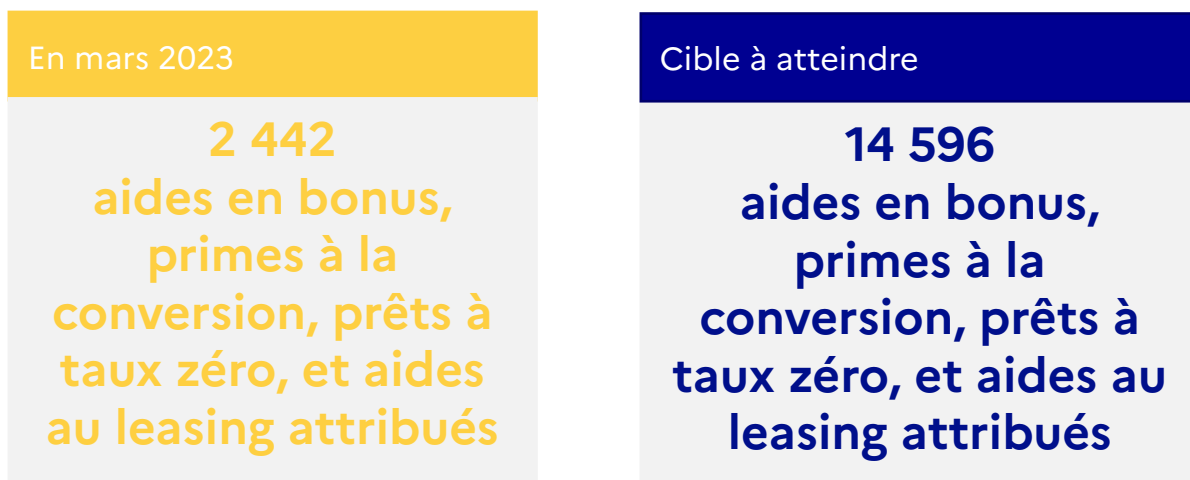 En mars 2023
2 442
aides en bonus,
primes à la
conversion, prêts à
taux zéro, et aides
au leasing attribués
Cible à atteindre
14 596
aides en bonus,
primes à la
conversion, prêts à
taux zéro, et aides au
leasing attribués